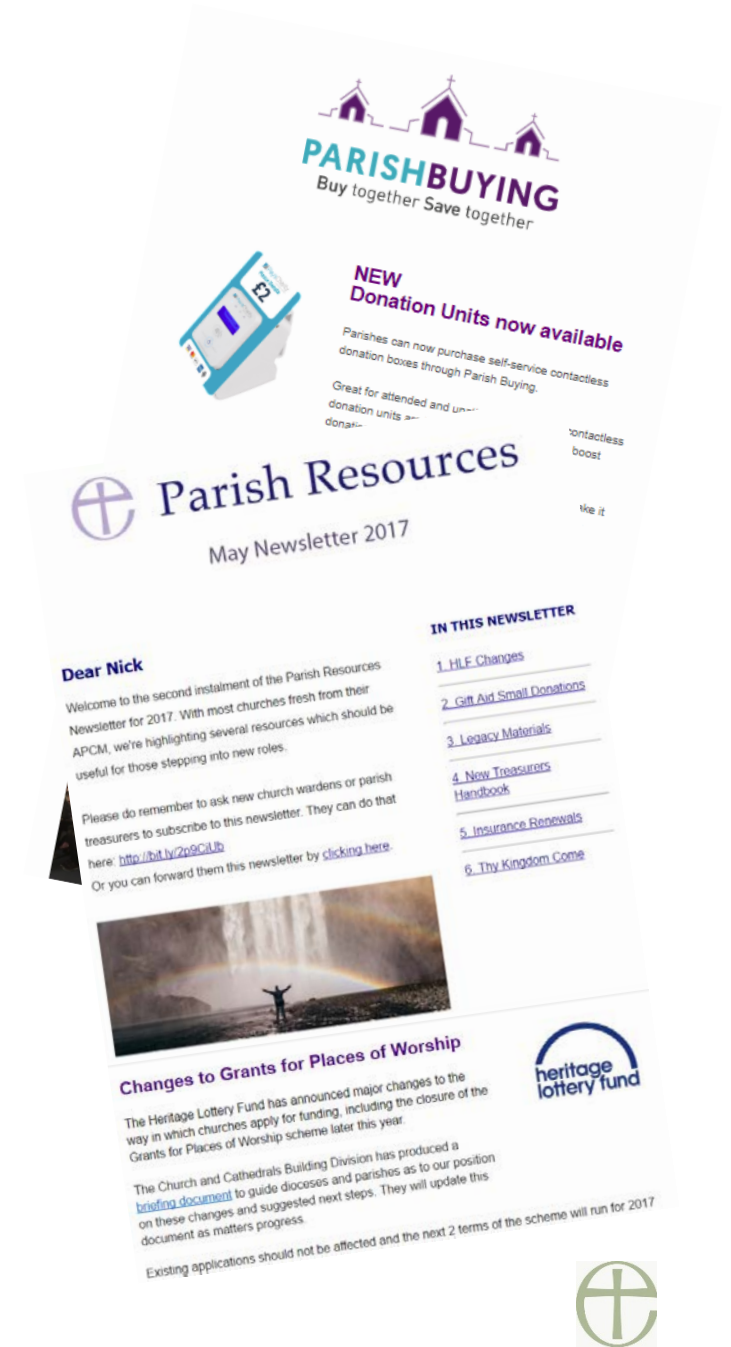 PARISHBUYING
Buy together Save together
£2
NEW
Donation Units now available
Parishes can now purchase self-service contactless
donation boxes through Parish Buying.
Great for attended and
contactless
donation units
boost
Parish Resources
May Newsletter 2017
Dear Nick
Welcome to the second instalment of the Parish Resources
Newsletter for 2017. With most churches fresh from their
APCM, we're highlighting several resources which should be
useful for those stepping into new roles.
Please do remember to ask new church wardens or parish
treasurers to subscribe to this newsletter. They can do that
here: http://bit.ly/2p9CiUb
Or you can forward them this newsletter by clicking here.
IN THIS NEWSLETTER
1. HLF Changes
2. Gift Aid Small Donations
3. Legacy Materials
4. New Treasurers
Handbook
5. Insurance Renewals
6. Thy Kingdom Come
Changes to Grants for Places of Worship
The Heritage Lottery Fund has announced major changes to the
way in which churches apply for funding, including the closure of the
Grants for Places of Worship scheme later this year.
The Church and Cathedrals Building Division has produced a
briefing document to guide dioceses and parishes as to our position
on these changes and suggested next steps. They will update this
document as matters progress.
Existing applications should not be affected and the next 2 terms of the scheme will run for 2017
heritage
lottery fund